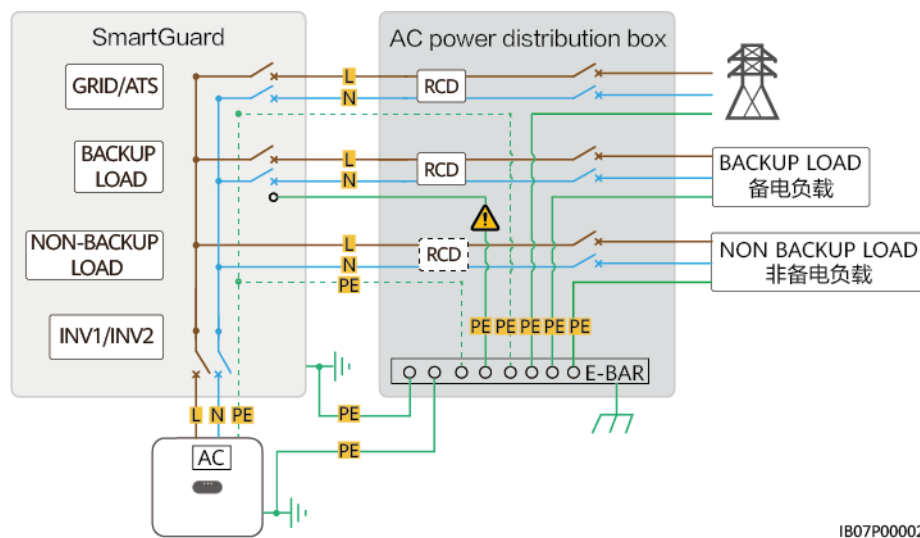 SmartGuard
AC power distribution box
GRID/ATS
L
N
RCD
BACKUP
LOAD
L
N
RCD
BACKUP LOAD
备电负载
NON-BACKUP
LOAD
L
N
PE
RCD
NON BACKUP LOAD
非备电负载
INV1/INV2
PE PE PE PE PE
E-BAR
L N PE
PE
PE
AC
IB07P00002